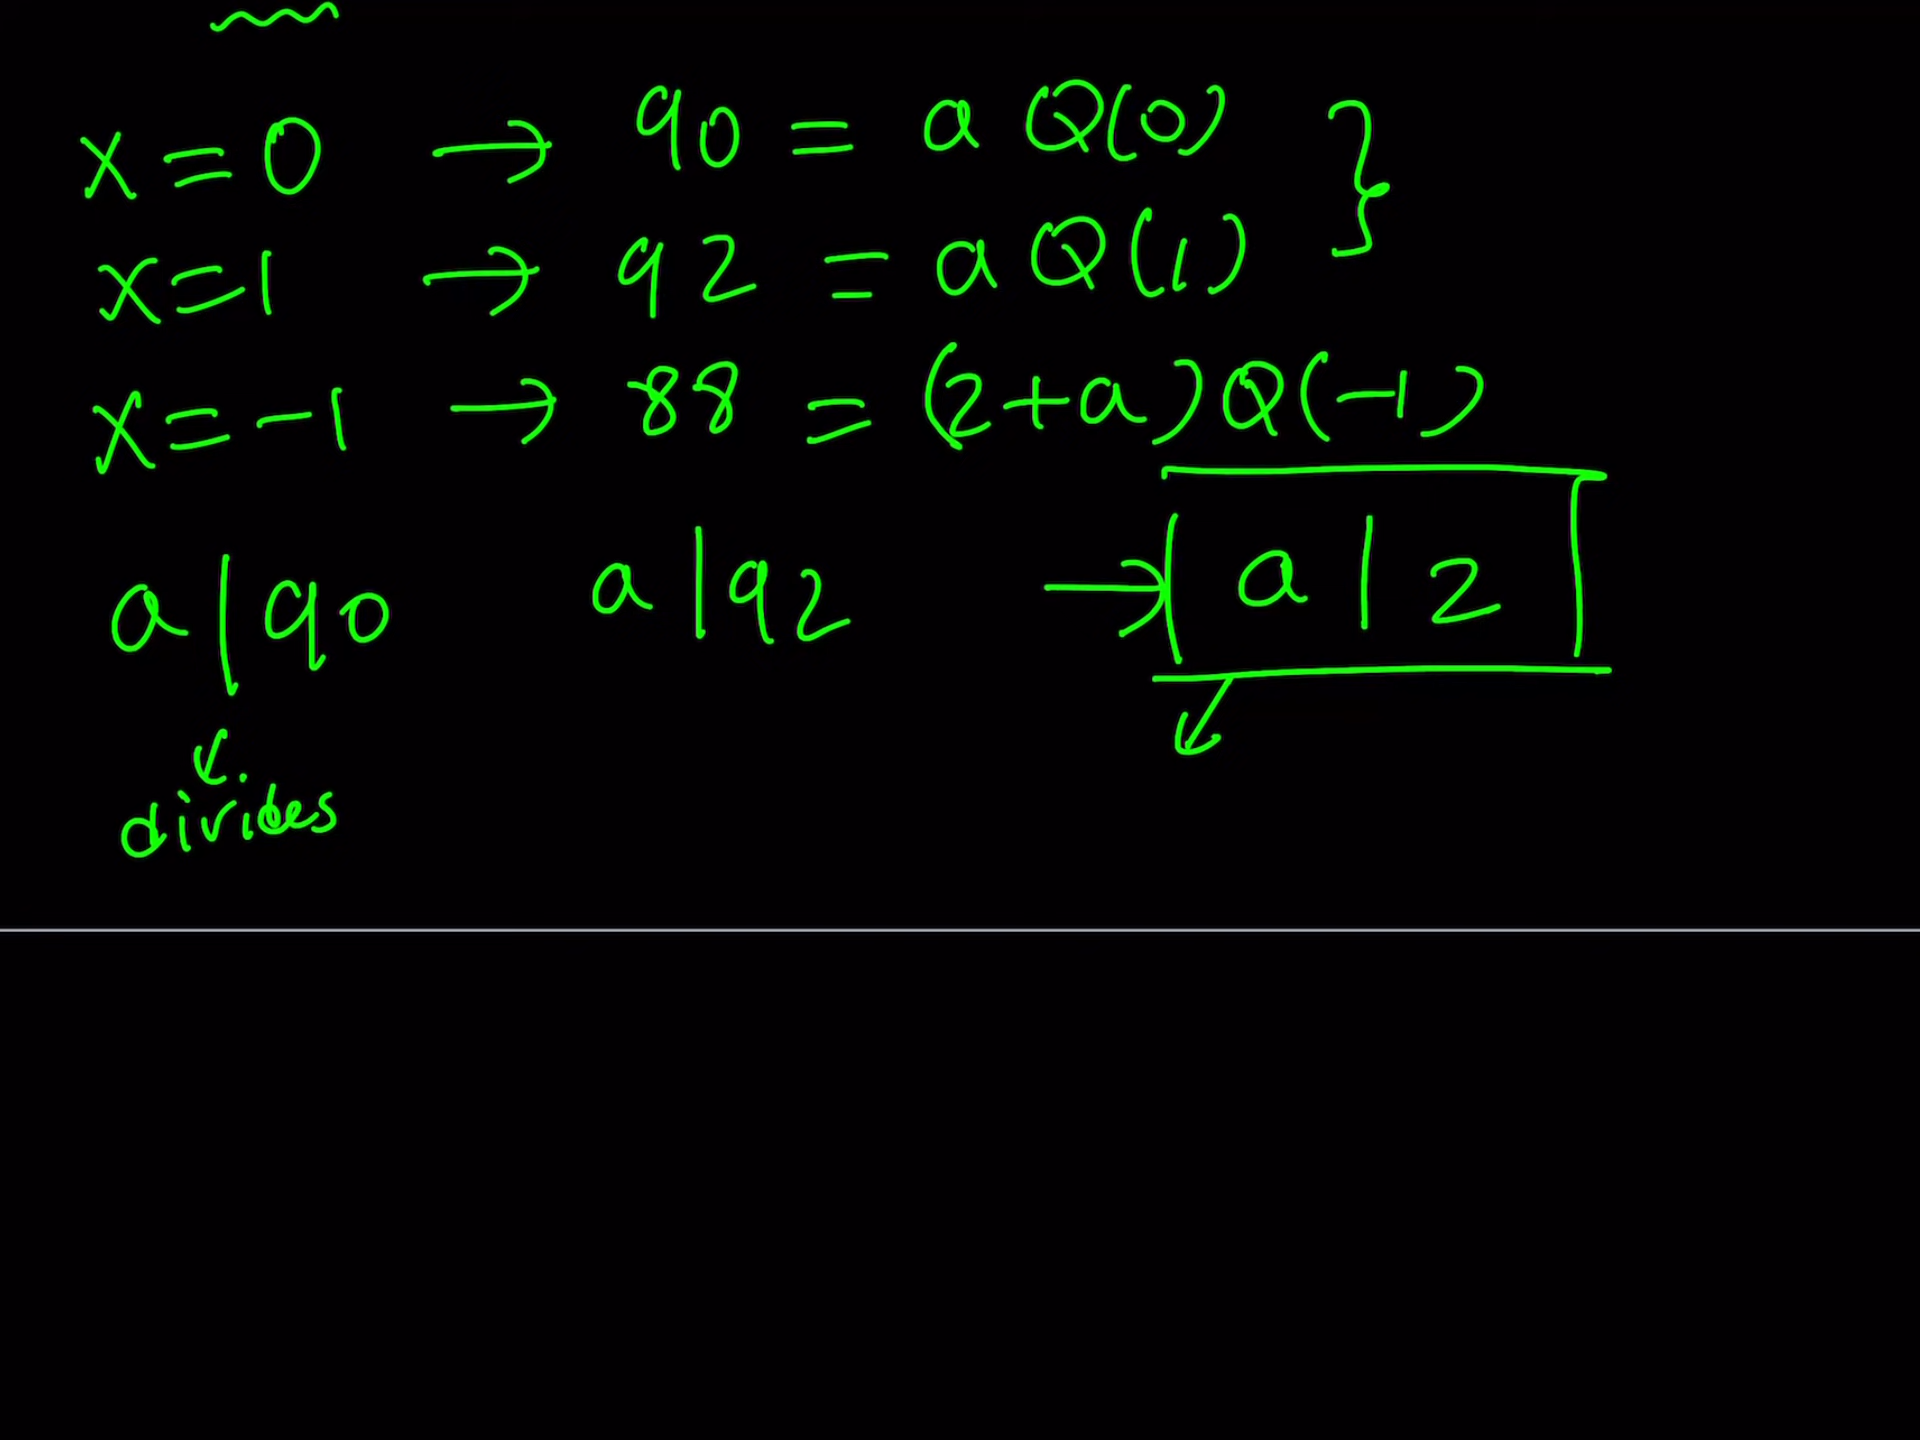 x = 0 → 90 = a Q(0) }
x = 1 → 92 = a Q(1)
x = -1 → 88 = (2+a) Q(-1)
a | 90 a | 92 → a | 2
divides